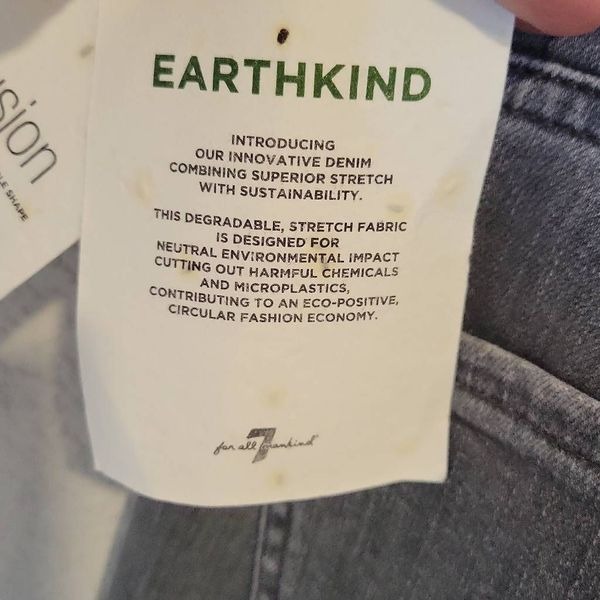 EARTHKIND
INTRODUCING
OUR INNOVATIVE DENIM
COMBINING SUPERIOR STRETCH
WITH SUSTAINABILITY.
THIS DEGRADABLE, STRETCH FABRIC
IS DESIGNED FOR
NEUTRAL ENVIRONMENTAL IMPACT
CUTTING OUT HARMFUL CHEMICALS
AND MICROPLASTICS,
CONTRIBUTING TO AN ECO-POSITIVE,
CIRCULAR FASHION ECONOMY.
for all 7 mankind
sion
SHAPE